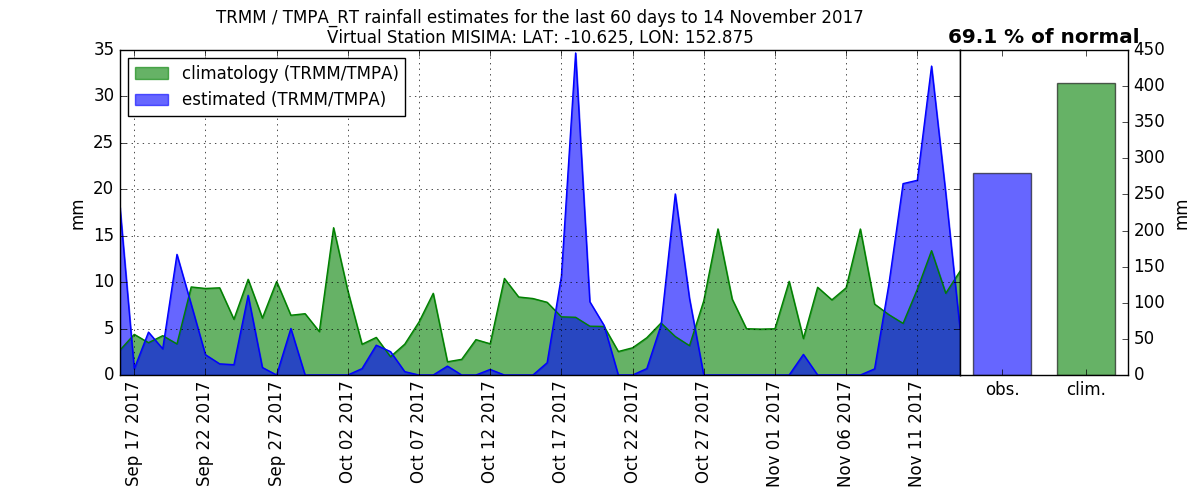 TRMM / TMPA_RT rainfall estimates for the last 60 days to 14 November 2017
Virtual Station MISIMA: LAT: -10.625, LON: 152.875
69.1 % of normal
climatology (TRMM/TMPA)
estimated (TRMM/TMPA)
35
30
25
20
15
10
5
0
mm
Sep 17 2017
Sep 22 2017
Sep 27 2017
Oct 02 2017
Oct 07 2017
Oct 12 2017
Oct 17 2017
Oct 22 2017
Oct 27 2017
Nov 01 2017
Nov 06 2017
Nov 11 2017
450
400
350
300
250
200
150
100
50
0
mm
obs.
clim.